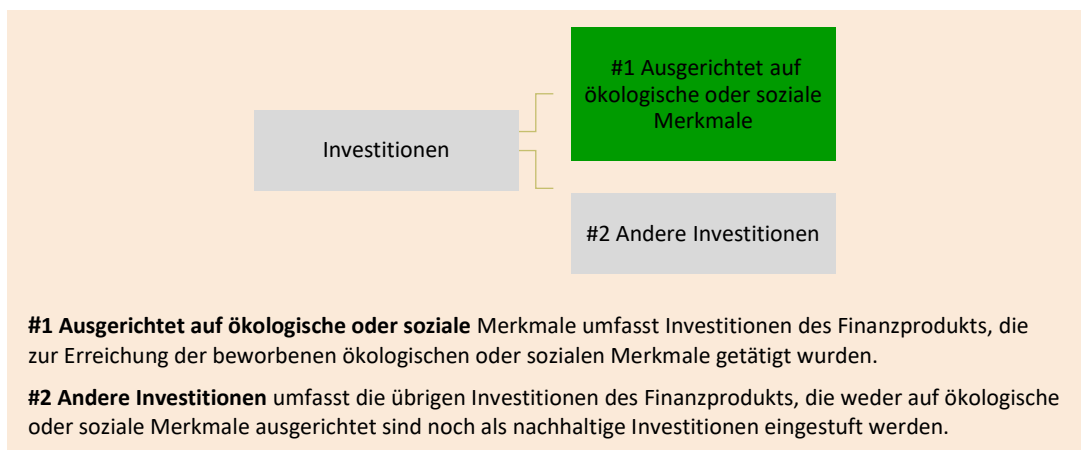 #1 Ausgerichtet auf
ökologische oder soziale
Merkmale
Investitionen
#2 Andere Investitionen
#1 Ausgerichtet auf ökologische oder soziale Merkmale umfasst Investitionen des Finanzprodukts, die
zur Erreichung der beworbenen ökologischen oder sozialen Merkmale getätigt wurden.
#2 Andere Investitionen umfasst die übrigen Investitionen des Finanzprodukts, die weder auf ökologische
oder soziale Merkmale ausgerichtet sind noch als nachhaltige Investitionen eingestuft werden.